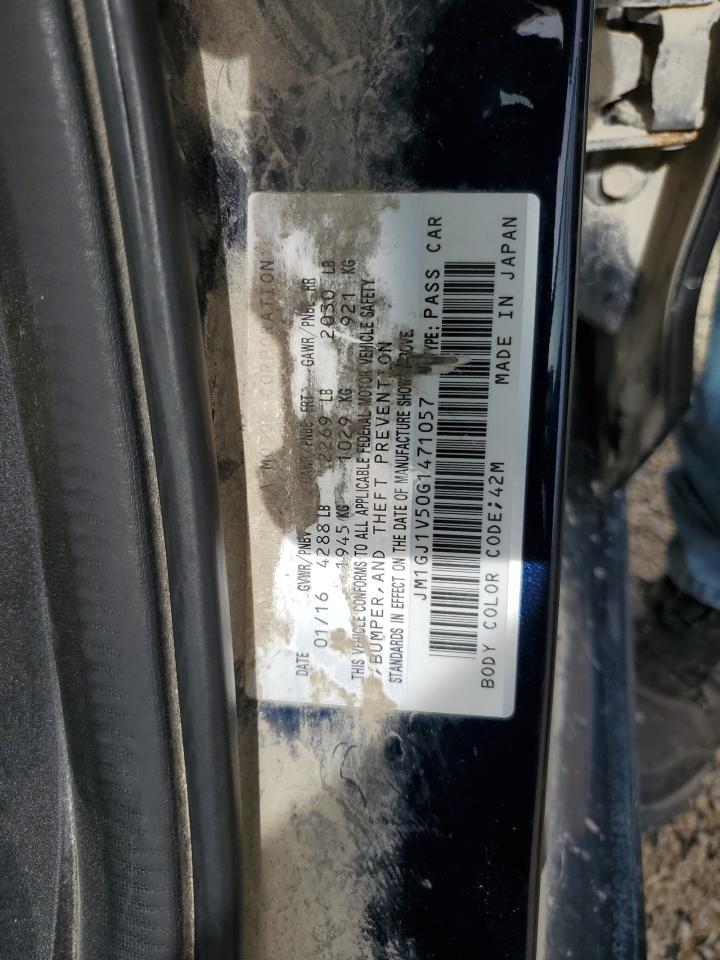 CORPORATION
DATE GVWR/PNBV GAWR/PNBE FRT GAWR/PNBE RR
01/16 4288 LB 2269 LB 2030 LB
1945 KG 1029 KG 921 KG
THIS VEHICLE CONFORMS TO ALL APPLICABLE FEDERAL MOTOR VEHICLE SAFETY
,BUMPER,AND THEFT PREVENTION
STANDARDS IN EFFECT ON THE DATE OF MANUFACTURE SHOWN ABOVE.
JM1GJ1V50G1471057 TYPE: PASS CAR
BODY COLOR CODE;42M MADE IN JAPAN